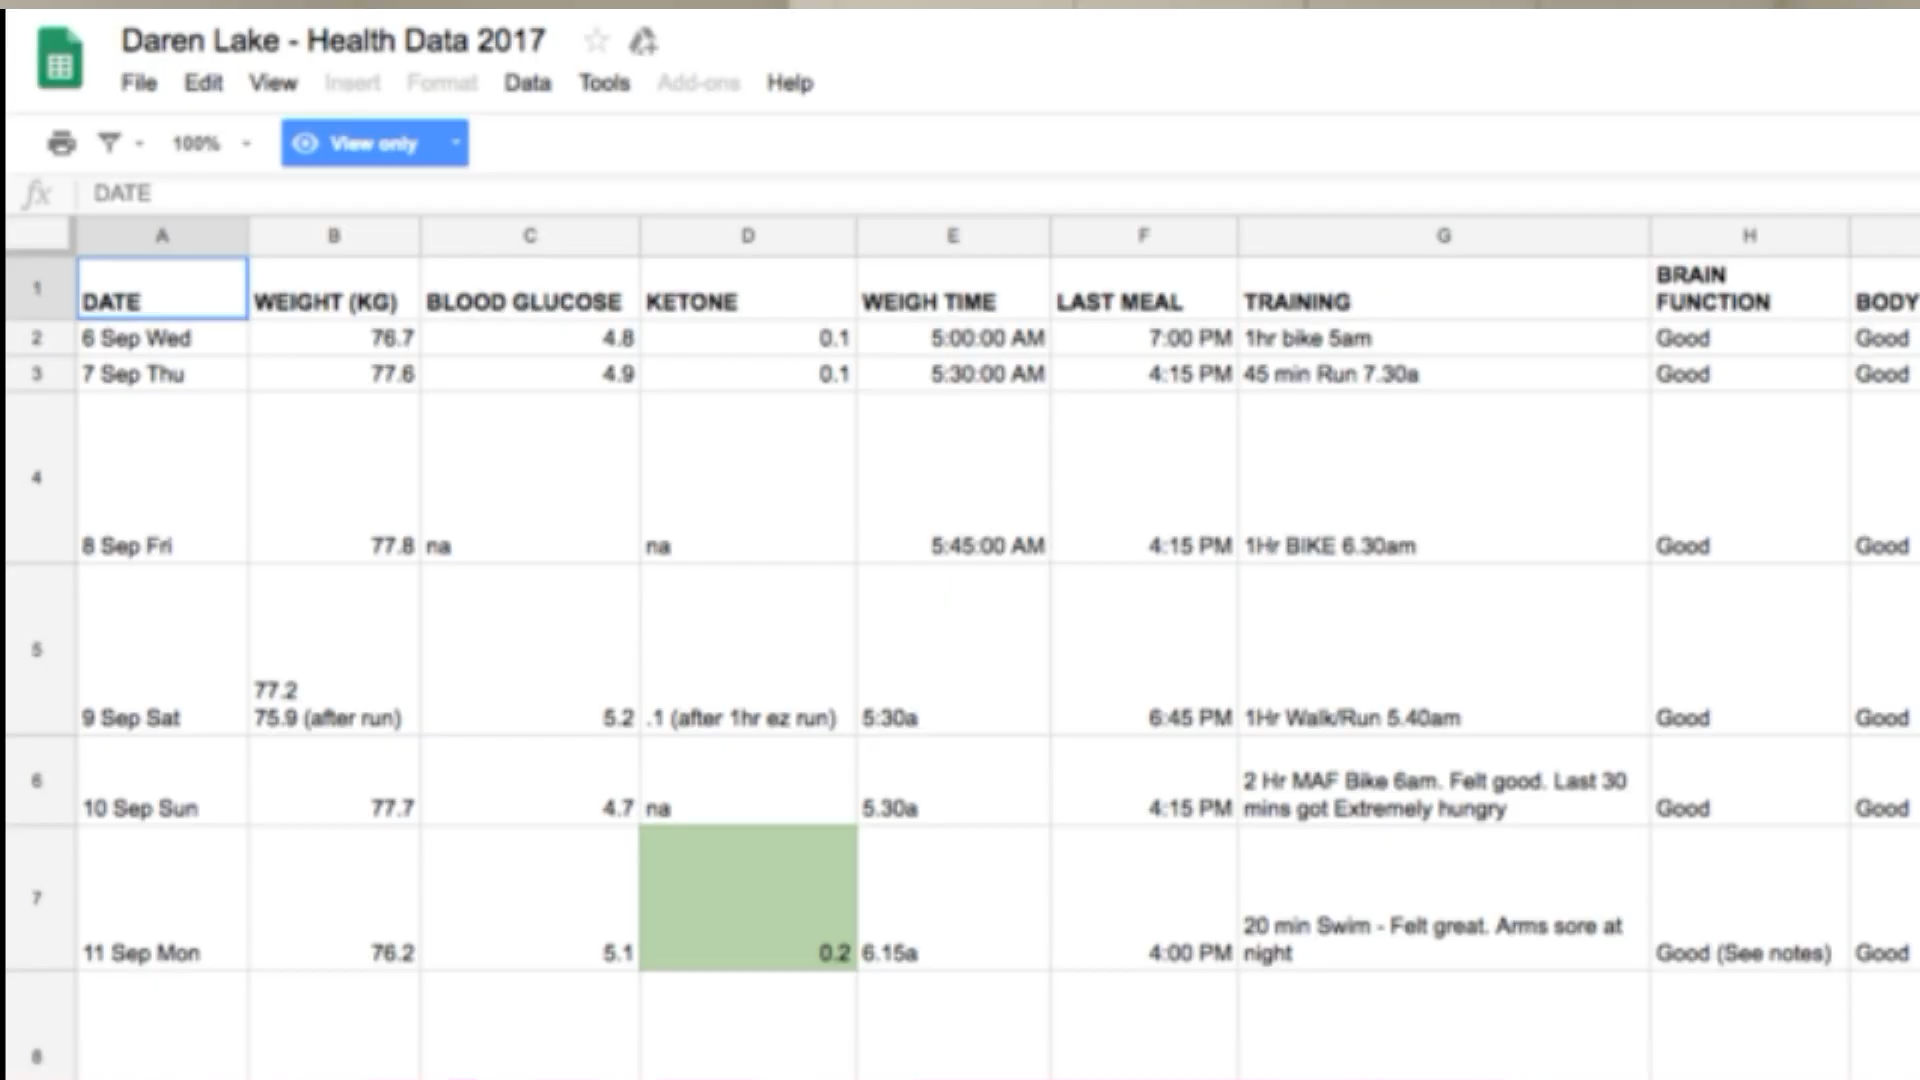 Daren Lake - Health Data 2017
File Edit View Insert Format Data Tools Add-ons Help
100% View only
fx DATE
A B C D E F G H
1 DATE WEIGHT (KG) BLOOD GLUCOSE KETONE WEIGH TIME LAST MEAL TRAINING BRAIN FUNCTION BODY
2 6 Sep Wed 76.7 4.8 0.1 5:00:00 AM 7:00 PM 1hr bike 5am Good Good
3 7 Sep Thu 77.6 4.9 0.1 5:30:00 AM 4:15 PM 45 min Run 7.30a Good Good
4 8 Sep Fri 77.8 na na 5:45:00 AM 4:15 PM 1Hr BIKE 6.30am Good Good
5 9 Sep Sat 77.2 75.9 (after run) 5.2 .1 (after 1hr ez run) 5:30a 6:45 PM 1Hr Walk/Run 5.40am Good Good
6 10 Sep Sun 77.7 4.7 na 5.30a 4:15 PM 2 Hr MAF Bike 6am. Felt good. Last 30 mins got Extremely hungry Good Good
7 11 Sep Mon 76.2 5.1 0.2 6.15a 4:00 PM 20 min Swim - Felt great. Arms sore at night Good (See notes) Good
8